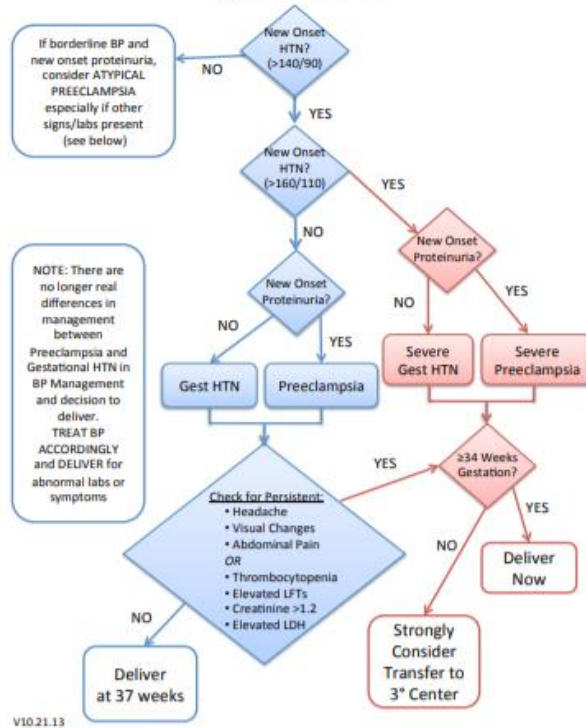 New Onset
HTN?
(>140/90)
NO
YES
If borderline BP and
new onset proteinuria,
consider ATYPICAL
PREECLAMPSIA
especially if other
signs/labs present
(see below)
New Onset
HTN?
(>160/110)
YES
NO
New Onset
Proteinuria?
NO
YES
New Onset
Proteinuria?
NO
YES
NOTE: There are
no longer real
differences in
management
between
Preeclampsia and
Gestational HTN in
BP Management
and decision to
deliver.
TREAT BP
ACCORDINGLY
and DELIVER for
abnormal labs or
symptoms
Gest HTN
Preeclampsia
Severe
Gest HTN
Severe
Preeclampsia
Check for Persistent:
• Headache
• Visual Changes
• Abdominal Pain
OR
• Thrombocytopenia
• Elevated LFTs
• Creatinine >1.2
• Elevated LDH
YES
NO
≥34 Weeks
Gestation?
NO
YES
Deliver
at 37 weeks
Strongly
Consider
Transfer to
3° Center
Deliver
Now
V10.21.13